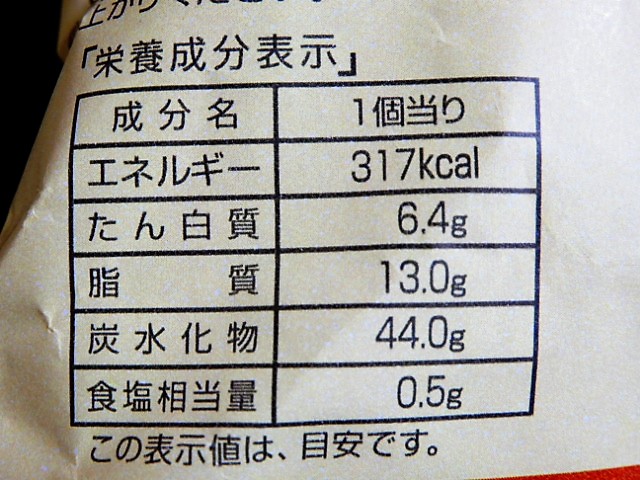 「栄養成分表示」
成分名 1個当り
エネルギー 317kcal
たん白質 6.4g
脂質 13.0g
炭水化物 44.0g
食塩相当量 0.5g
この表示値は、目安です。